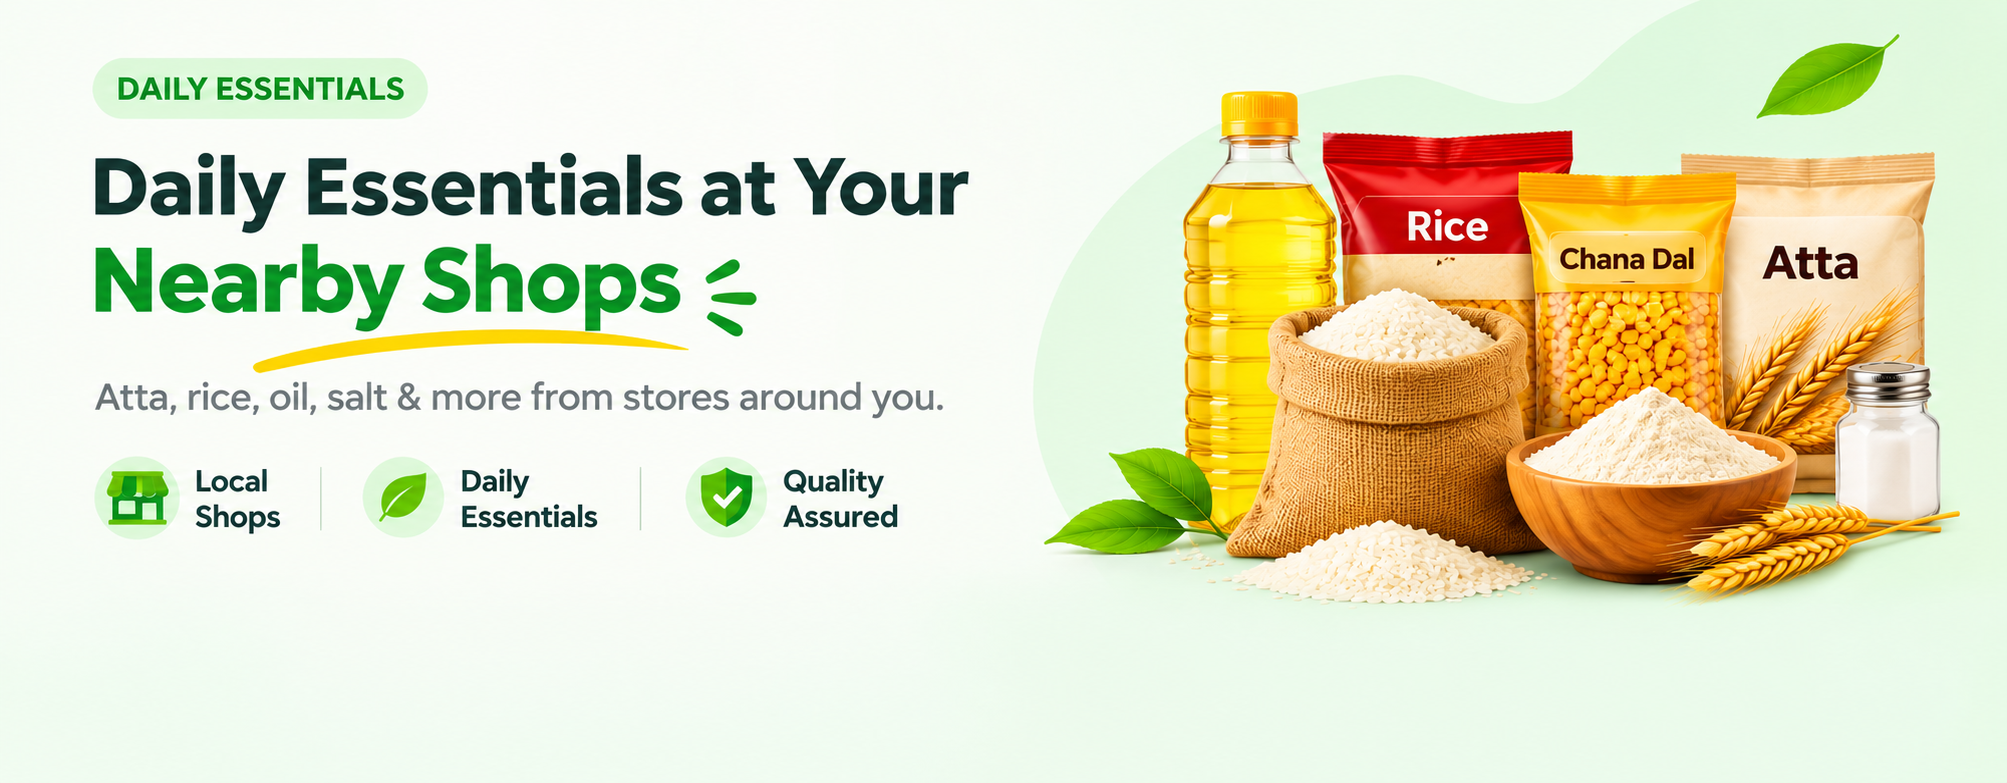 DAILY ESSENTIALS
Daily Essentials at Your
Nearby Shops
Atta, rice, oil, salt & more from stores around you.
Local
Shops
Daily
Essentials
Quality
Assured
Rice
Chana Dal
Atta